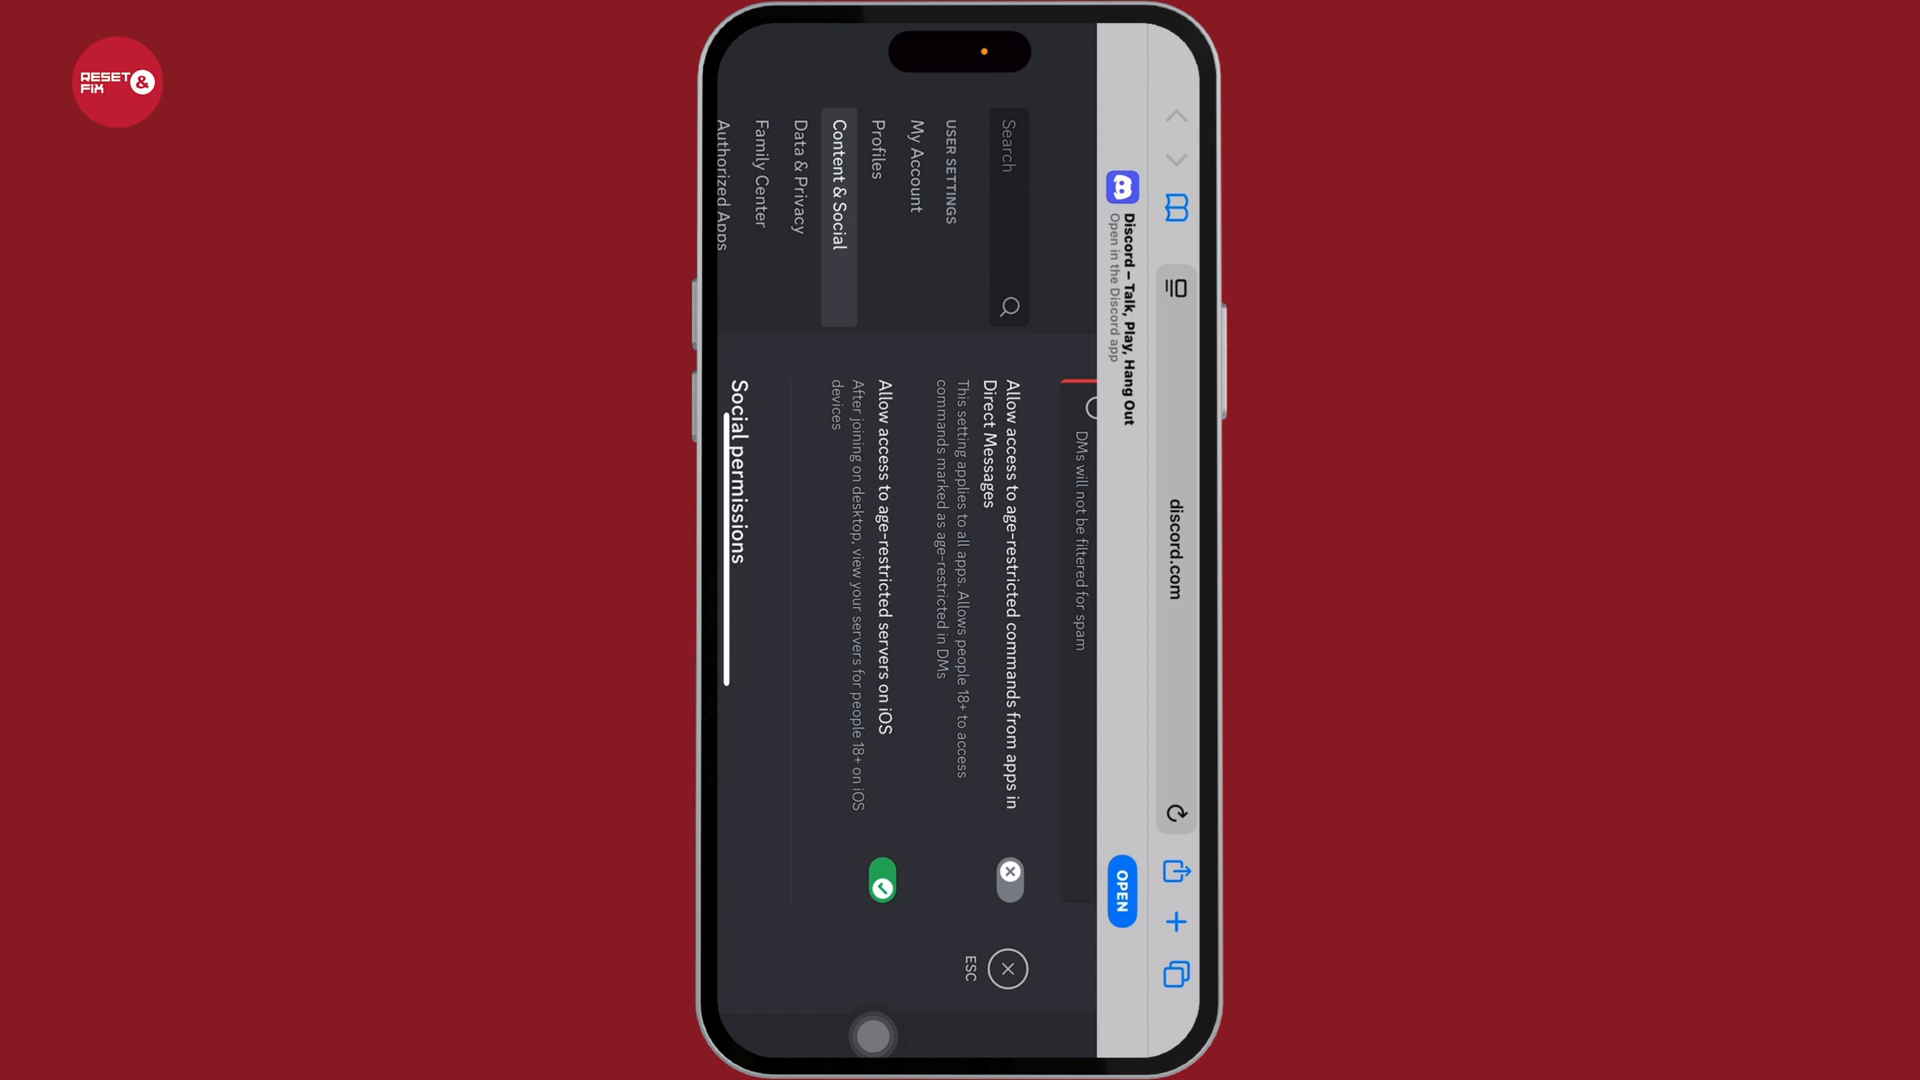 RESET &
FIX
discord.com
Discord – Talk, Play, Hang Out
Open in the Discord app
OPEN
Search
USER SETTINGS
My Account
Profiles
Content & Social
Data & Privacy
Family Center
Authorized Apps
DMs will not be filtered for spam
Allow access to age-restricted commands from apps in
Direct Messages
This setting applies to all apps. Allows people 18+ to access
commands marked as age-restricted in DMs
Allow access to age-restricted servers on iOS
After joining on desktop, view your servers for people 18+ on iOS
devices
Social permissions
ESC